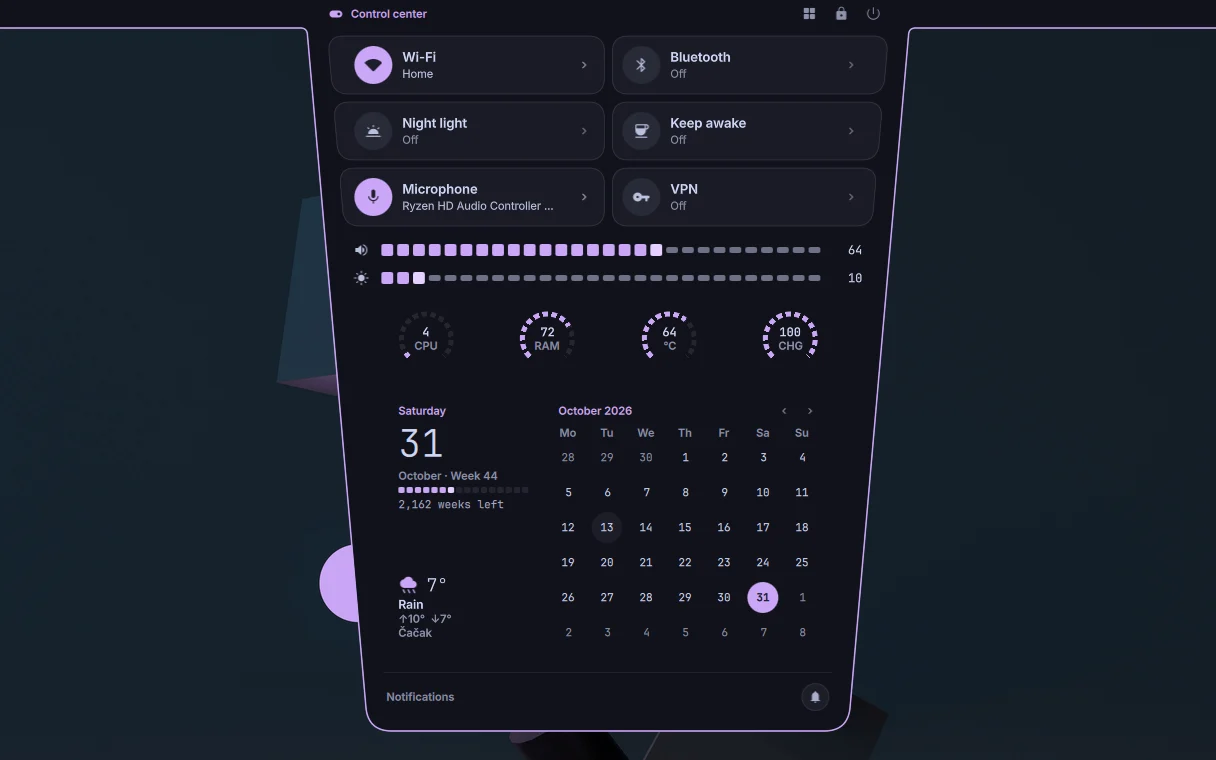 Control center
Wi-Fi
Home
Bluetooth
Off
Night light
Off
Keep awake
Off
Microphone
Ryzen HD Audio Controller ...
VPN
Off
64
10
4
CPU
72
RAM
64
°C
100
CHG
Saturday
31
October · Week 44
2,162 weeks left
7°
Rain
↑10° ↓7°
Čačak
October 2026
Mo Tu We Th Fr Sa Su
28 29 30 1 2 3 4
5 6 7 8 9 10 11
12 13 14 15 16 17 18
19 20 21 22 23 24 25
26 27 28 29 30 31 1
2 3 4 5 6 7 8
Notifications